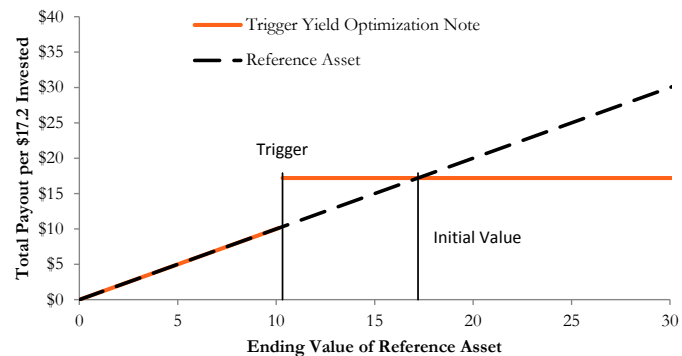 $40
$35
$30
$25
$20
$15
$10
$5
$0
Total Payout per $17.2 Invested
Trigger Yield Optimization Note
Reference Asset
Trigger
Initial Value
0 5 10 15 20 25 30
Ending Value of Reference Asset